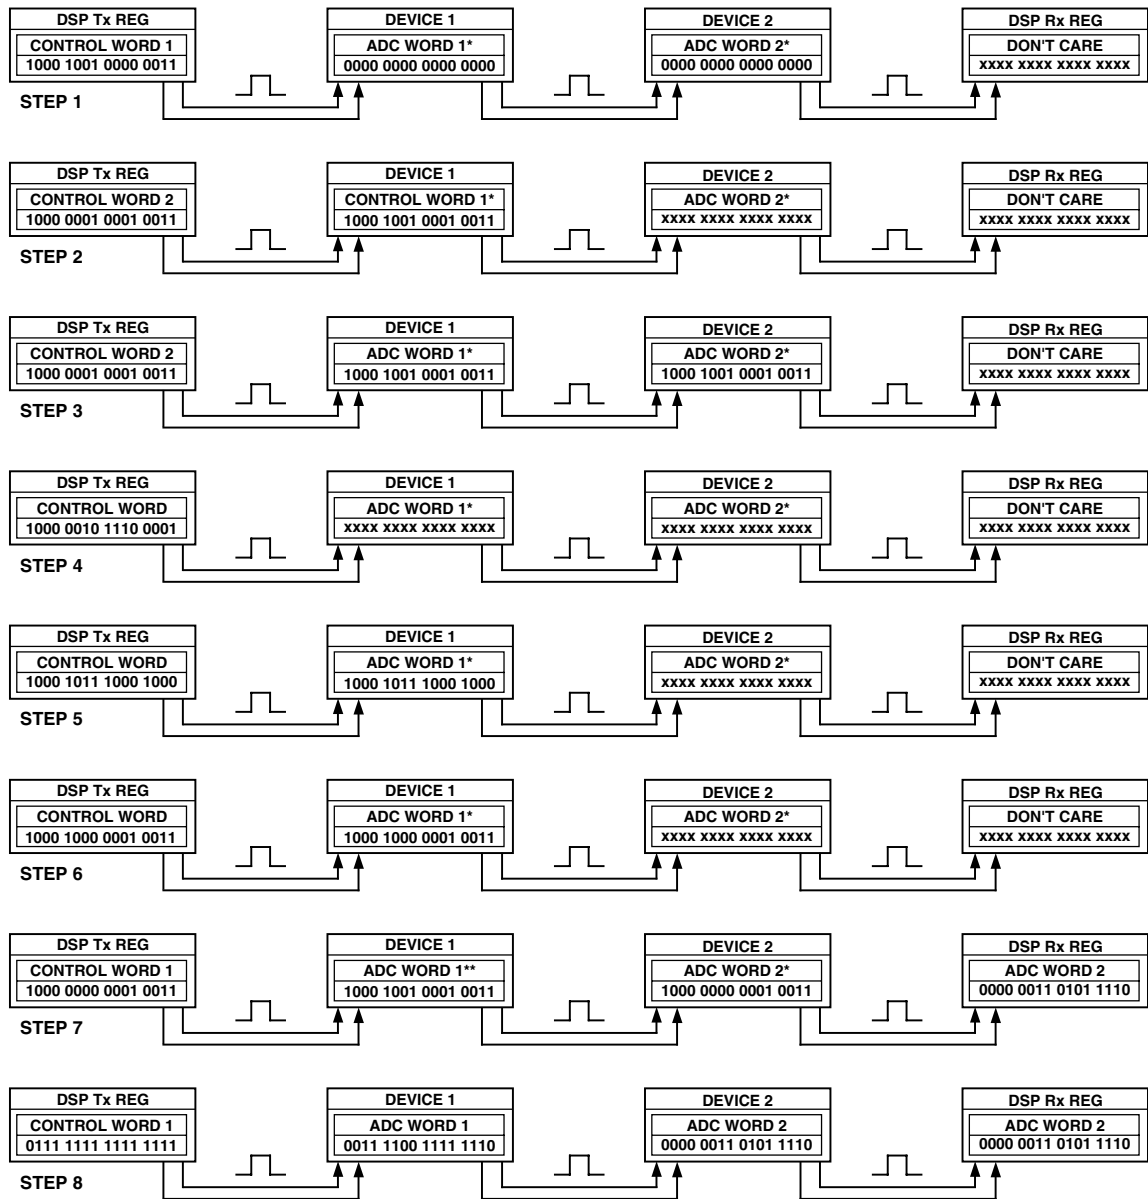 DSP Tx REG
CONTROL WORD 1
1000 1001 0000 0011
DEVICE 1
ADC WORD 1*
0000 0000 0000 0000
DEVICE 2
ADC WORD 2*
0000 0000 0000 0000
DSP Rx REG
DON'T CARE
xxxx xxxx xxxx xxxx
STEP 1
DSP Tx REG
CONTROL WORD 2
1000 0001 0001 0011
DEVICE 1
CONTROL WORD 1*
1000 1001 0001 0011
DEVICE 2
ADC WORD 2*
xxxx xxxx xxxx xxxx
DSP Rx REG
DON'T CARE
xxxx xxxx xxxx xxxx
STEP 2
DSP Tx REG
CONTROL WORD 2
1000 0001 0001 0011
DEVICE 1
ADC WORD 1*
1000 1001 0001 0011
DEVICE 2
ADC WORD 2*
1000 1001 0001 0011
DSP Rx REG
DON'T CARE
xxxx xxxx xxxx xxxx
STEP 3
DSP Tx REG
CONTROL WORD
1000 0010 1110 0001
DEVICE 1
ADC WORD 1*
xxxx xxxx xxxx xxxx
DEVICE 2
ADC WORD 2*
xxxx xxxx xxxx xxxx
DSP Rx REG
DON'T CARE
xxxx xxxx xxxx xxxx
STEP 4
DSP Tx REG
CONTROL WORD
1000 1011 1000 1000
DEVICE 1
ADC WORD 1*
1000 1011 1000 1000
DEVICE 2
ADC WORD 2*
xxxx xxxx xxxx xxxx
DSP Rx REG
DON'T CARE
xxxx xxxx xxxx xxxx
STEP 5
DSP Tx REG
CONTROL WORD
1000 1000 0001 0011
DEVICE 1
ADC WORD 1*
1000 1000 0001 0011
DEVICE 2
ADC WORD 2*
xxxx xxxx xxxx xxxx
DSP Rx REG
DON'T CARE
xxxx xxxx xxxx xxxx
STEP 6
DSP Tx REG
CONTROL WORD 1
1000 0000 0001 0011
DEVICE 1
ADC WORD 1**
1000 1001 0001 0011
DEVICE 2
ADC WORD 2*
1000 0000 0001 0011
DSP Rx REG
ADC WORD 2
0000 0011 0101 1110
STEP 7
DSP Tx REG
CONTROL WORD 1
0111 1111 1111 1111
DEVICE 1
ADC WORD 1
0011 1100 1111 1110
DEVICE 2
ADC WORD 2
0000 0011 0101 1110
DSP Rx REG
ADC WORD 2
0000 0011 0101 1110
STEP 8